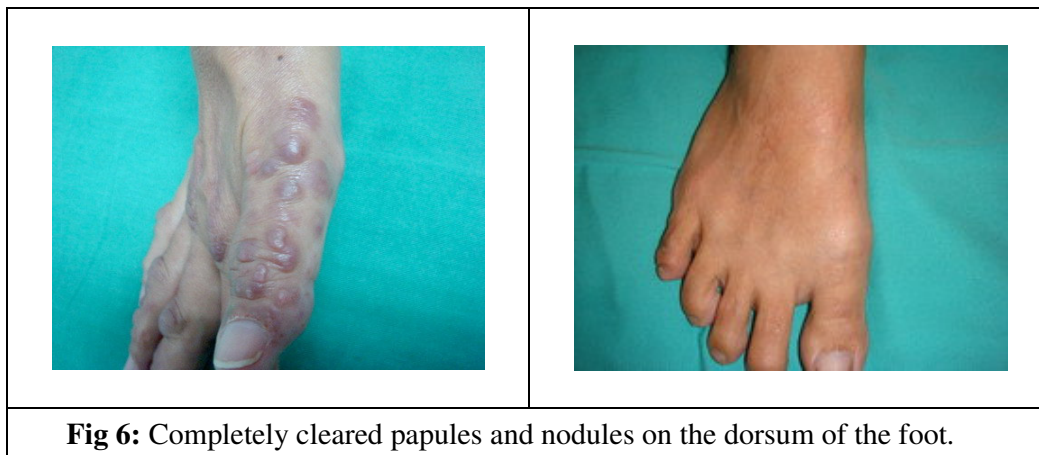 Fig 6: Completely cleared papules and nodules on the dorsum of the foot.